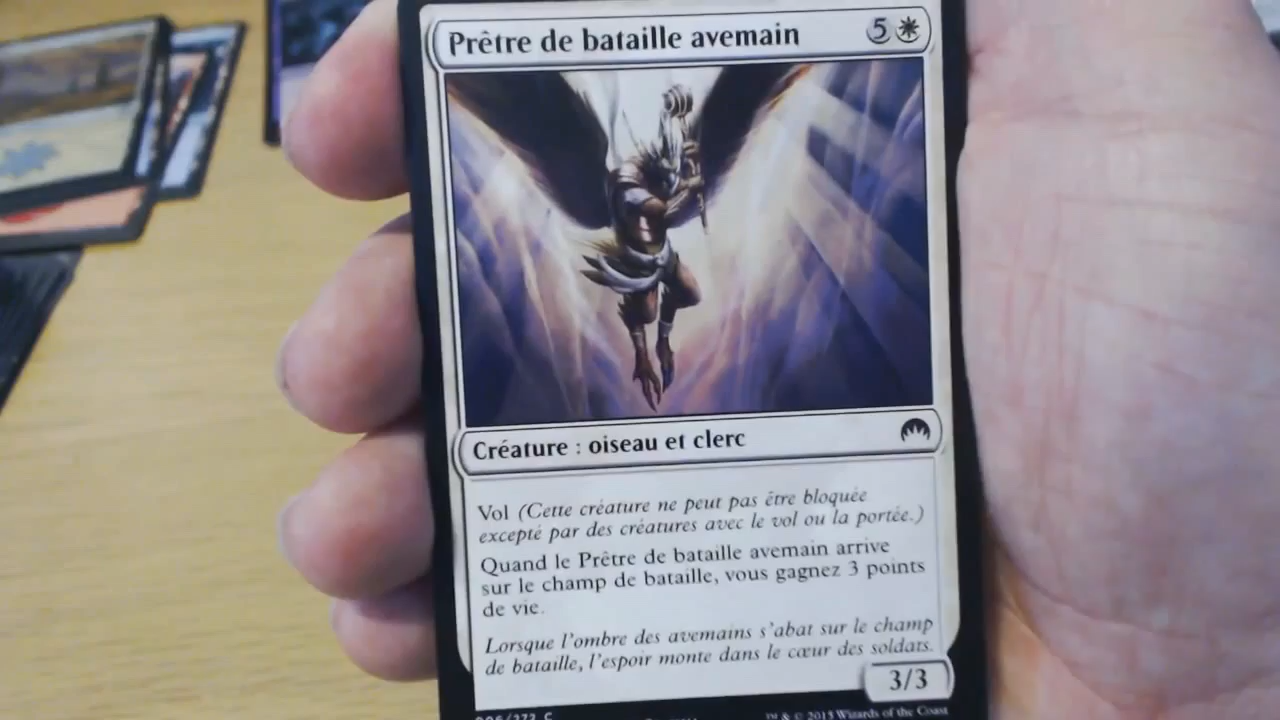 Prêtre de bataille avemain 5
Créature : oiseau et clerc
Vol (Cette créature ne peut pas être bloquée
excepté par des créatures avec le vol ou la portée.)
Quand le Prêtre de bataille avemain arrive
sur le champ de bataille, vous gagnez 3 points
de vie.
Lorsque l'ombre des avemains s'abat sur le champ
de bataille, l'espoir monte dans le cœur des soldats.
3/3
006/272 C
™ & © 2015 Wizards of the Coast